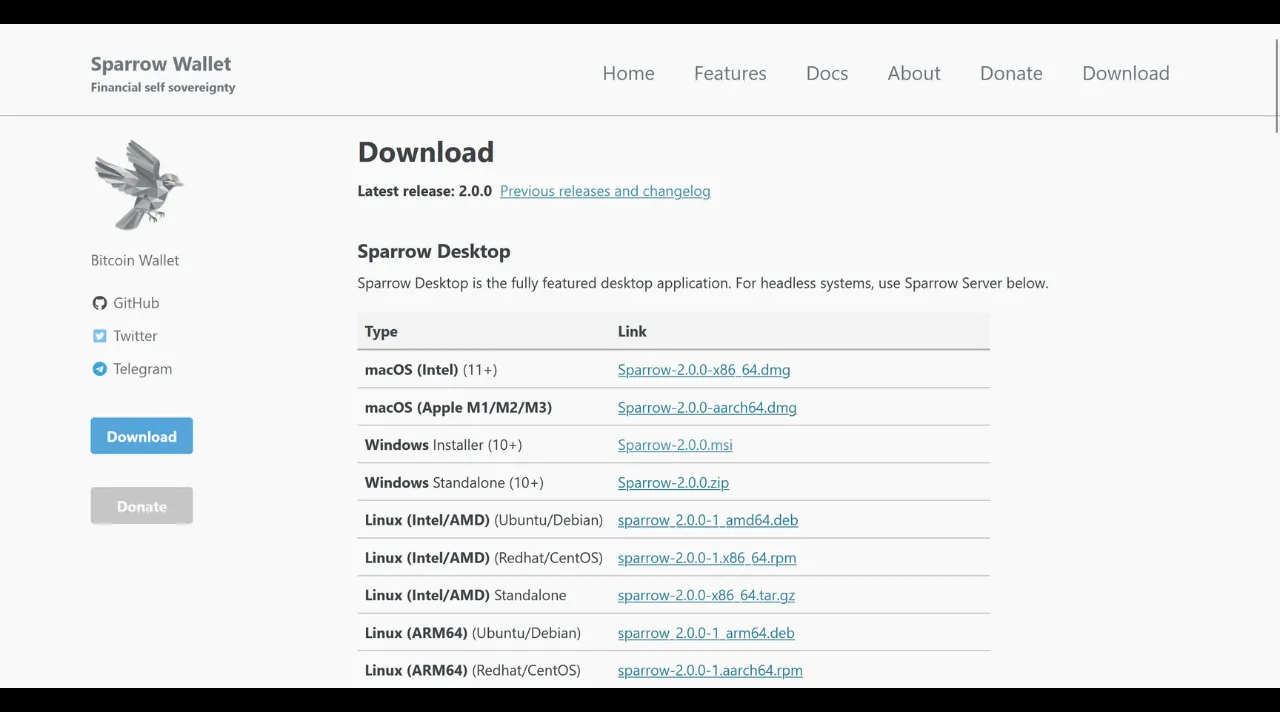 Sparrow Wallet
Financial self sovereignty
Home Features Docs About Donate Download
Bitcoin Wallet
GitHub
Twitter
Telegram
Download
Donate
Download
Latest release: 2.0.0 Previous releases and changelog
Sparrow Desktop
Sparrow Desktop is the fully featured desktop application. For headless systems, use Sparrow Server below.
Type Link
macOS (Intel) (11+) Sparrow-2.0.0-x86_64.dmg
macOS (Apple M1/M2/M3) Sparrow-2.0.0-aarch64.dmg
Windows Installer (10+) Sparrow-2.0.0.msi
Windows Standalone (10+) Sparrow-2.0.0.zip
Linux (Intel/AMD) (Ubuntu/Debian) sparrow_2.0.0-1_amd64.deb
Linux (Intel/AMD) (Redhat/CentOS) sparrow-2.0.0-1.x86_64.rpm
Linux (Intel/AMD) Standalone sparrow-2.0.0-x86_64.tar.gz
Linux (ARM64) (Ubuntu/Debian) sparrow_2.0.0-1_arm64.deb
Linux (ARM64) (Redhat/CentOS) sparrow-2.0.0-1.aarch64.rpm